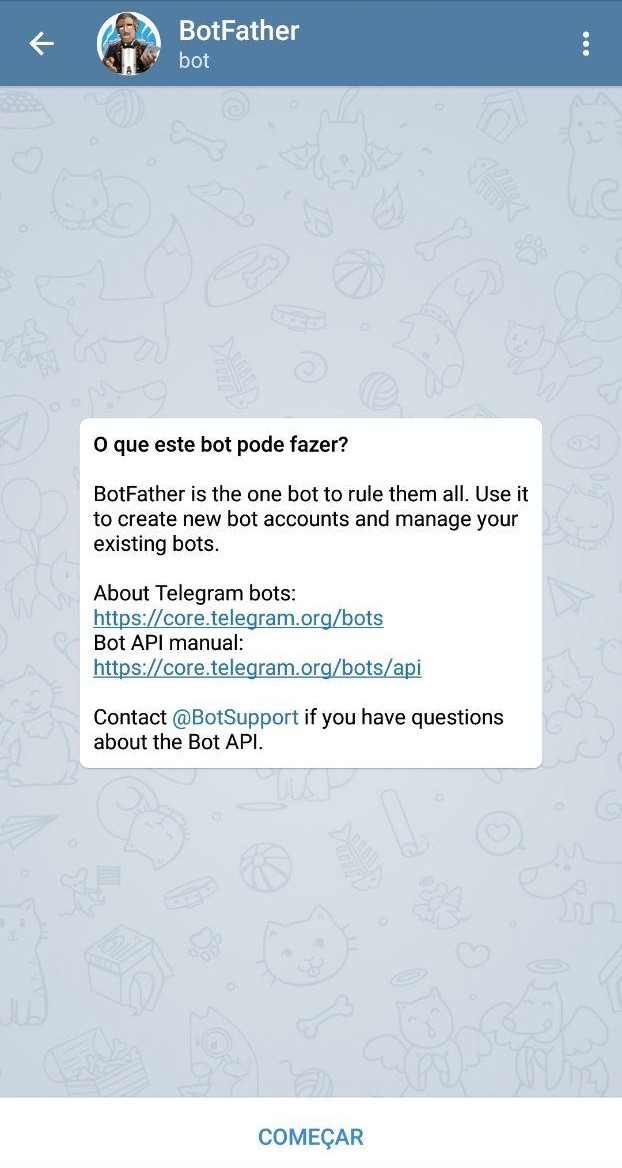 BotFather
bot
O que este bot pode fazer?
BotFather is the one bot to rule them all. Use it
to create new bot accounts and manage your
existing bots.
About Telegram bots:
https://core.telegram.org/bots
Bot API manual:
https://core.telegram.org/bots/api
Contact @BotSupport if you have questions
about the Bot API.
COMEÇAR